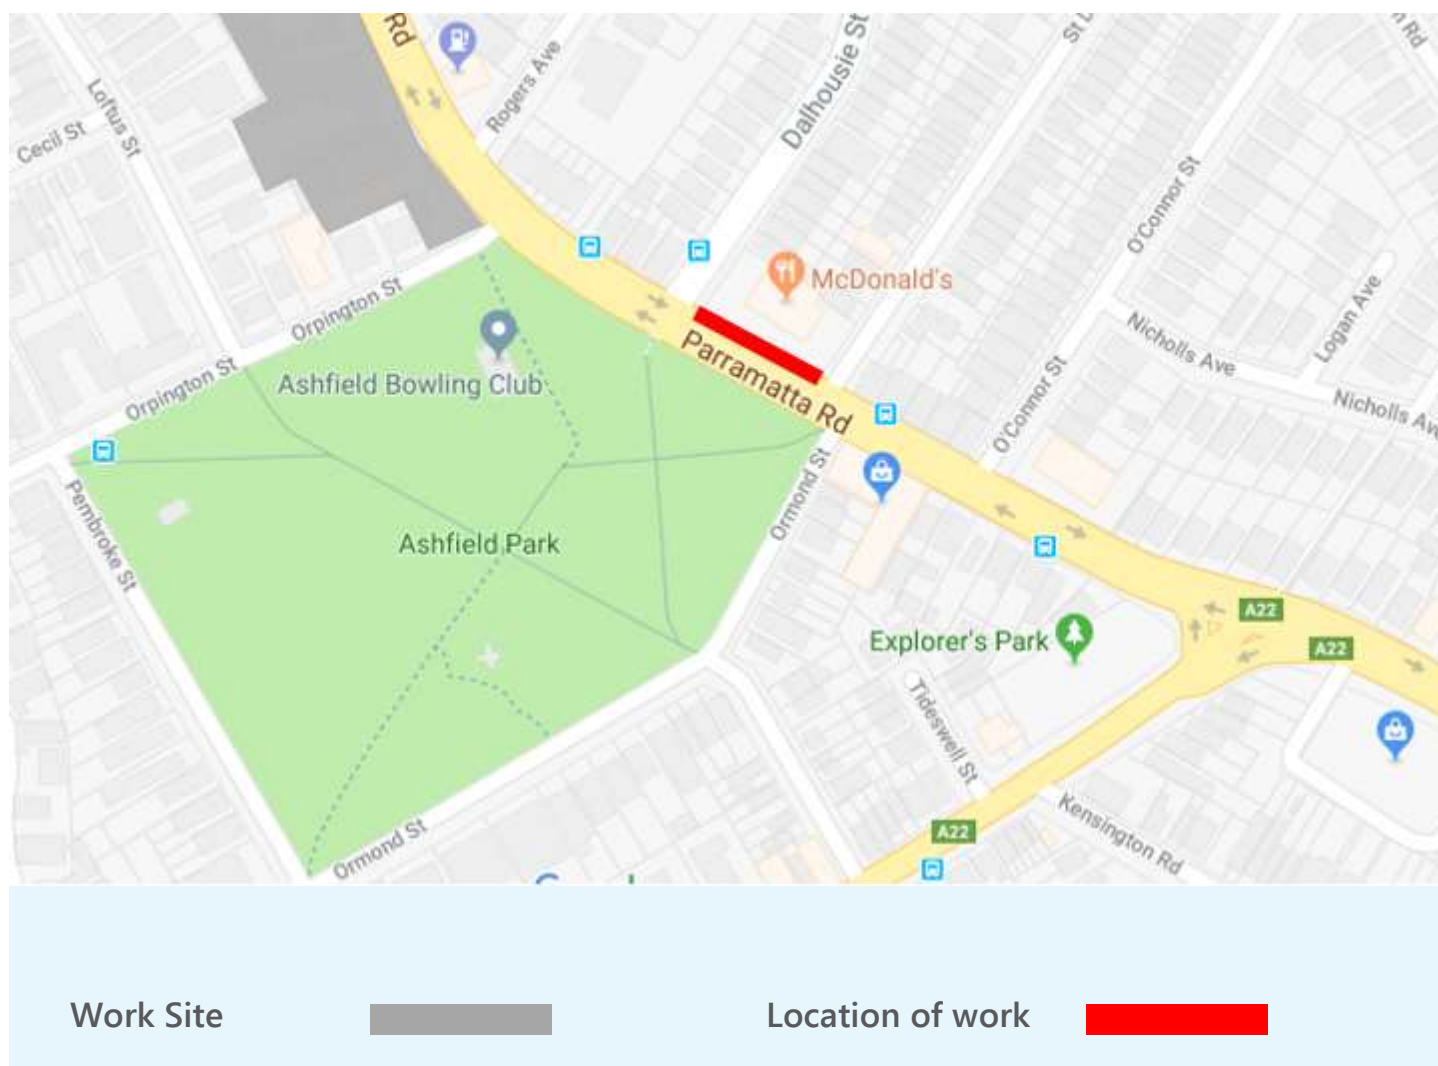 Rd
Rogers Ave
Dalhousie St
Loftus St
Cecil St
O'Connor St
McDonald's
Orpington St
Logan Ave
Nicholls Ave
Parramatta Rd
Orpington St
Ashfield Bowling Club
O'Connor St
Nicholls
Ormond St
Pembroke St
Ashfield Park
A22
Explorer's Park
A22
Tideswell St
Ormond St
A22
Kensington Rd
Work Site
Location of work